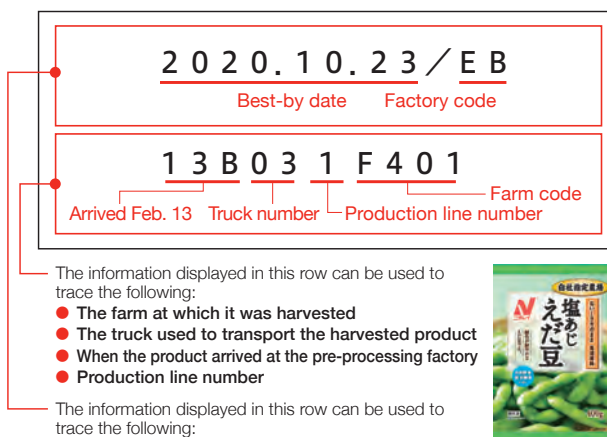 2020.10.23/EB
Best-by date Factory code
13B03 1 F401
Farm code
Arrived Feb. 13 Truck number Production line number
The information displayed in this row can be used to
trace the following:
● The farm at which it was harvested
● The truck used to transport the harvested product
● When the product arrived at the pre-processing factory
● Production line number
The information displayed in this row can be used to
trace the following:
自社指定農場
塩あじ
えだ豆